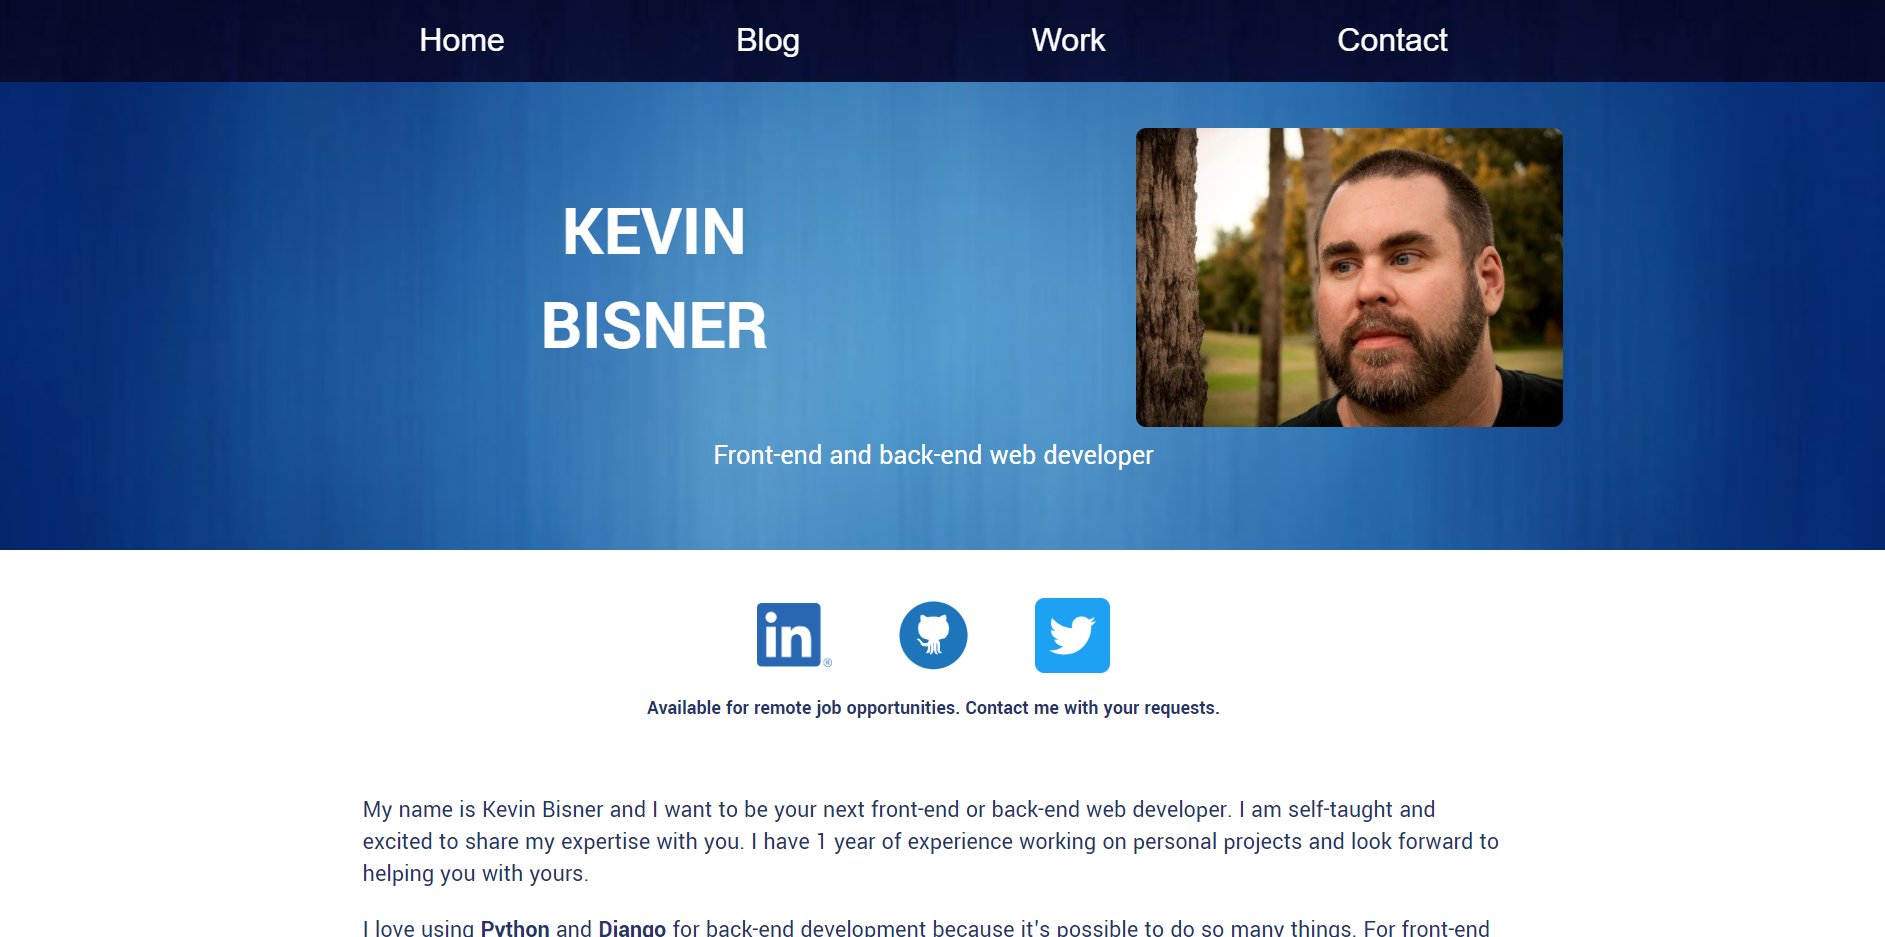 Home Blog Work Contact
KEVIN
BISNER
Front-end and back-end web developer
in ®
Available for remote job opportunities. Contact me with your requests.
My name is Kevin Bisner and I want to be your next front-end or back-end web developer. I am self-taught and
excited to share my expertise with you. I have 1 year of experience working on personal projects and look forward to
helping you with yours.
I love using Python and Django for back-end development because it's possible to do so many things. For front-end